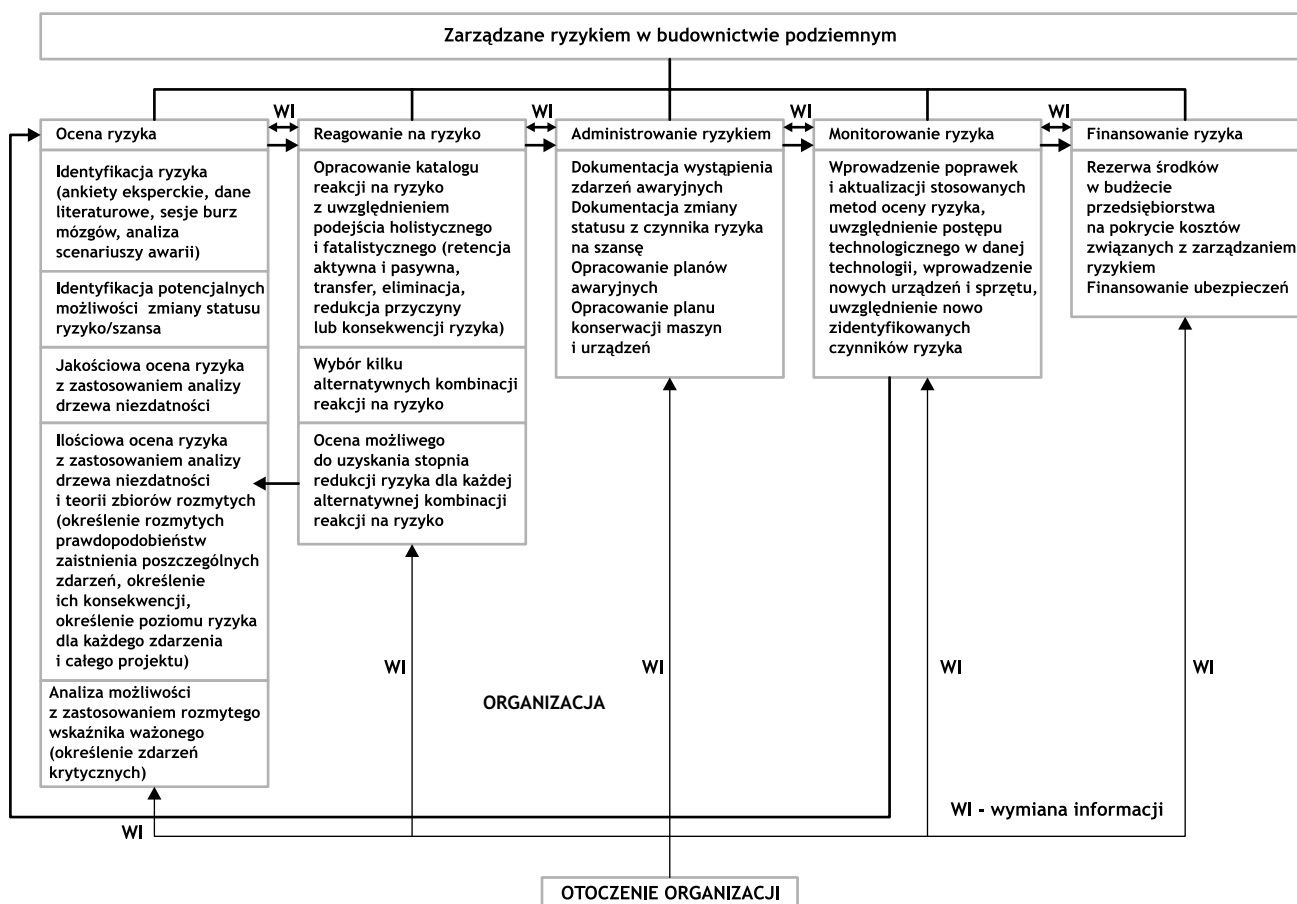 Zarządzane ryzykiem w budownictwie podziemnym
WI
WI
WI
WI
Ocena ryzyka
Identyfikacja ryzyka
(ankiety eksperckie, dane
literaturowe, sesje burz
mózgów, analiza
scenariuszy awarii)
Identyfikacja potencjalnych
możliwości zmiany statusu
ryzyko/szansa
Jakościowa ocena ryzyka
z zastosowaniem analizy
drzewa niezdatności
Ilościowa ocena ryzyka
z zastosowaniem analizy
drzewa niezdatności
i teorii zbiorów rozmytych
(określenie rozmytych
prawdopodobieństw
zaistnienia poszczególnych
zdarzeń, określenie
ich konsekwencji,
określenie poziomu ryzyka
dla każdego zdarzenia
i całego projektu)
Analiza możliwości
z zastosowaniem rozmytego
wskaźnika ważonego
(określenie zdarzeń
krytycznych)
Reagowanie na ryzyko
Opracowanie katalogu
reakcji na ryzyko
z uwzględnieniem
podejścia holistycznego
i fatalistycznego (retencja
aktywna i pasywna,
transfer, eliminacja,
redukcja przyczyny
lub konsekwencji ryzyka)
Wybór kilku
alternatywnych kombinacji
reakcji na ryzyko
Ocena możliwego
do uzyskania stopnia
redukcji ryzyka dla każdej
alternatywnej kombinacji
reakcji na ryzyko
Administrowanie ryzykiem
Dokumentacja wystąpienia
zdarzeń awaryjnych
Dokumentacja zmiany
statusu z czynnika ryzyka
na szansę
Opracowanie planów
awaryjnych
Opracowanie planu
konserwacji maszyn
i urządzeń
Monitorowanie ryzyka
Wprowadzenie poprawek
i aktualizacji stosowanych
metod oceny ryzyka,
uwzględnienie postępu
technologicznego w danej
technologii, wprowadzenie
nowych urządzeń i sprzętu,
uwzględnienie nowo
zidentyfikowanych
czynników ryzyka
Finansowanie ryzyka
Rezerwa środków
w budżecie
przedsiębiorstwa
na pokrycie kosztów
związanych z zarządzaniem
ryzykiem
Finansowanie ubezpieczeń
WI
WI
WI
WI
ORGANIZACJA
WI - wymiana informacji
WI
OTOCZENIE ORGANIZACJI